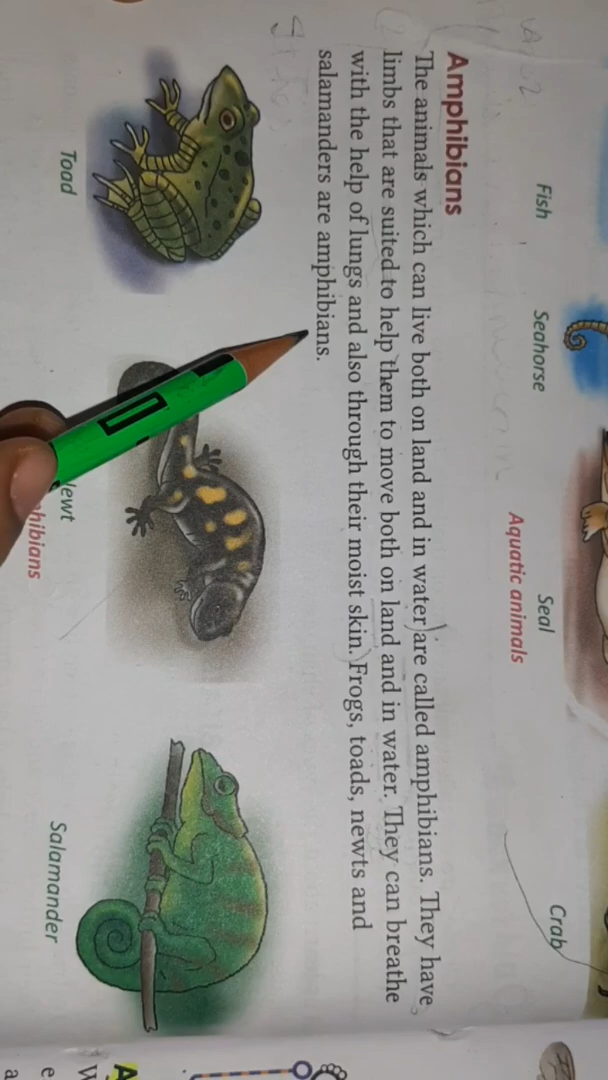 Fish
Seahorse
Seal
Crab
Aquatic animals
Amphibians
The animals which can live both on land and in water are called amphibians. They have
limbs that are suited to help them to move both on land and in water. They can breathe
with the help of lungs and also through their moist skin. Frogs, toads, newts and
salamanders are amphibians.
Toad
ewt
Salamander
hibians